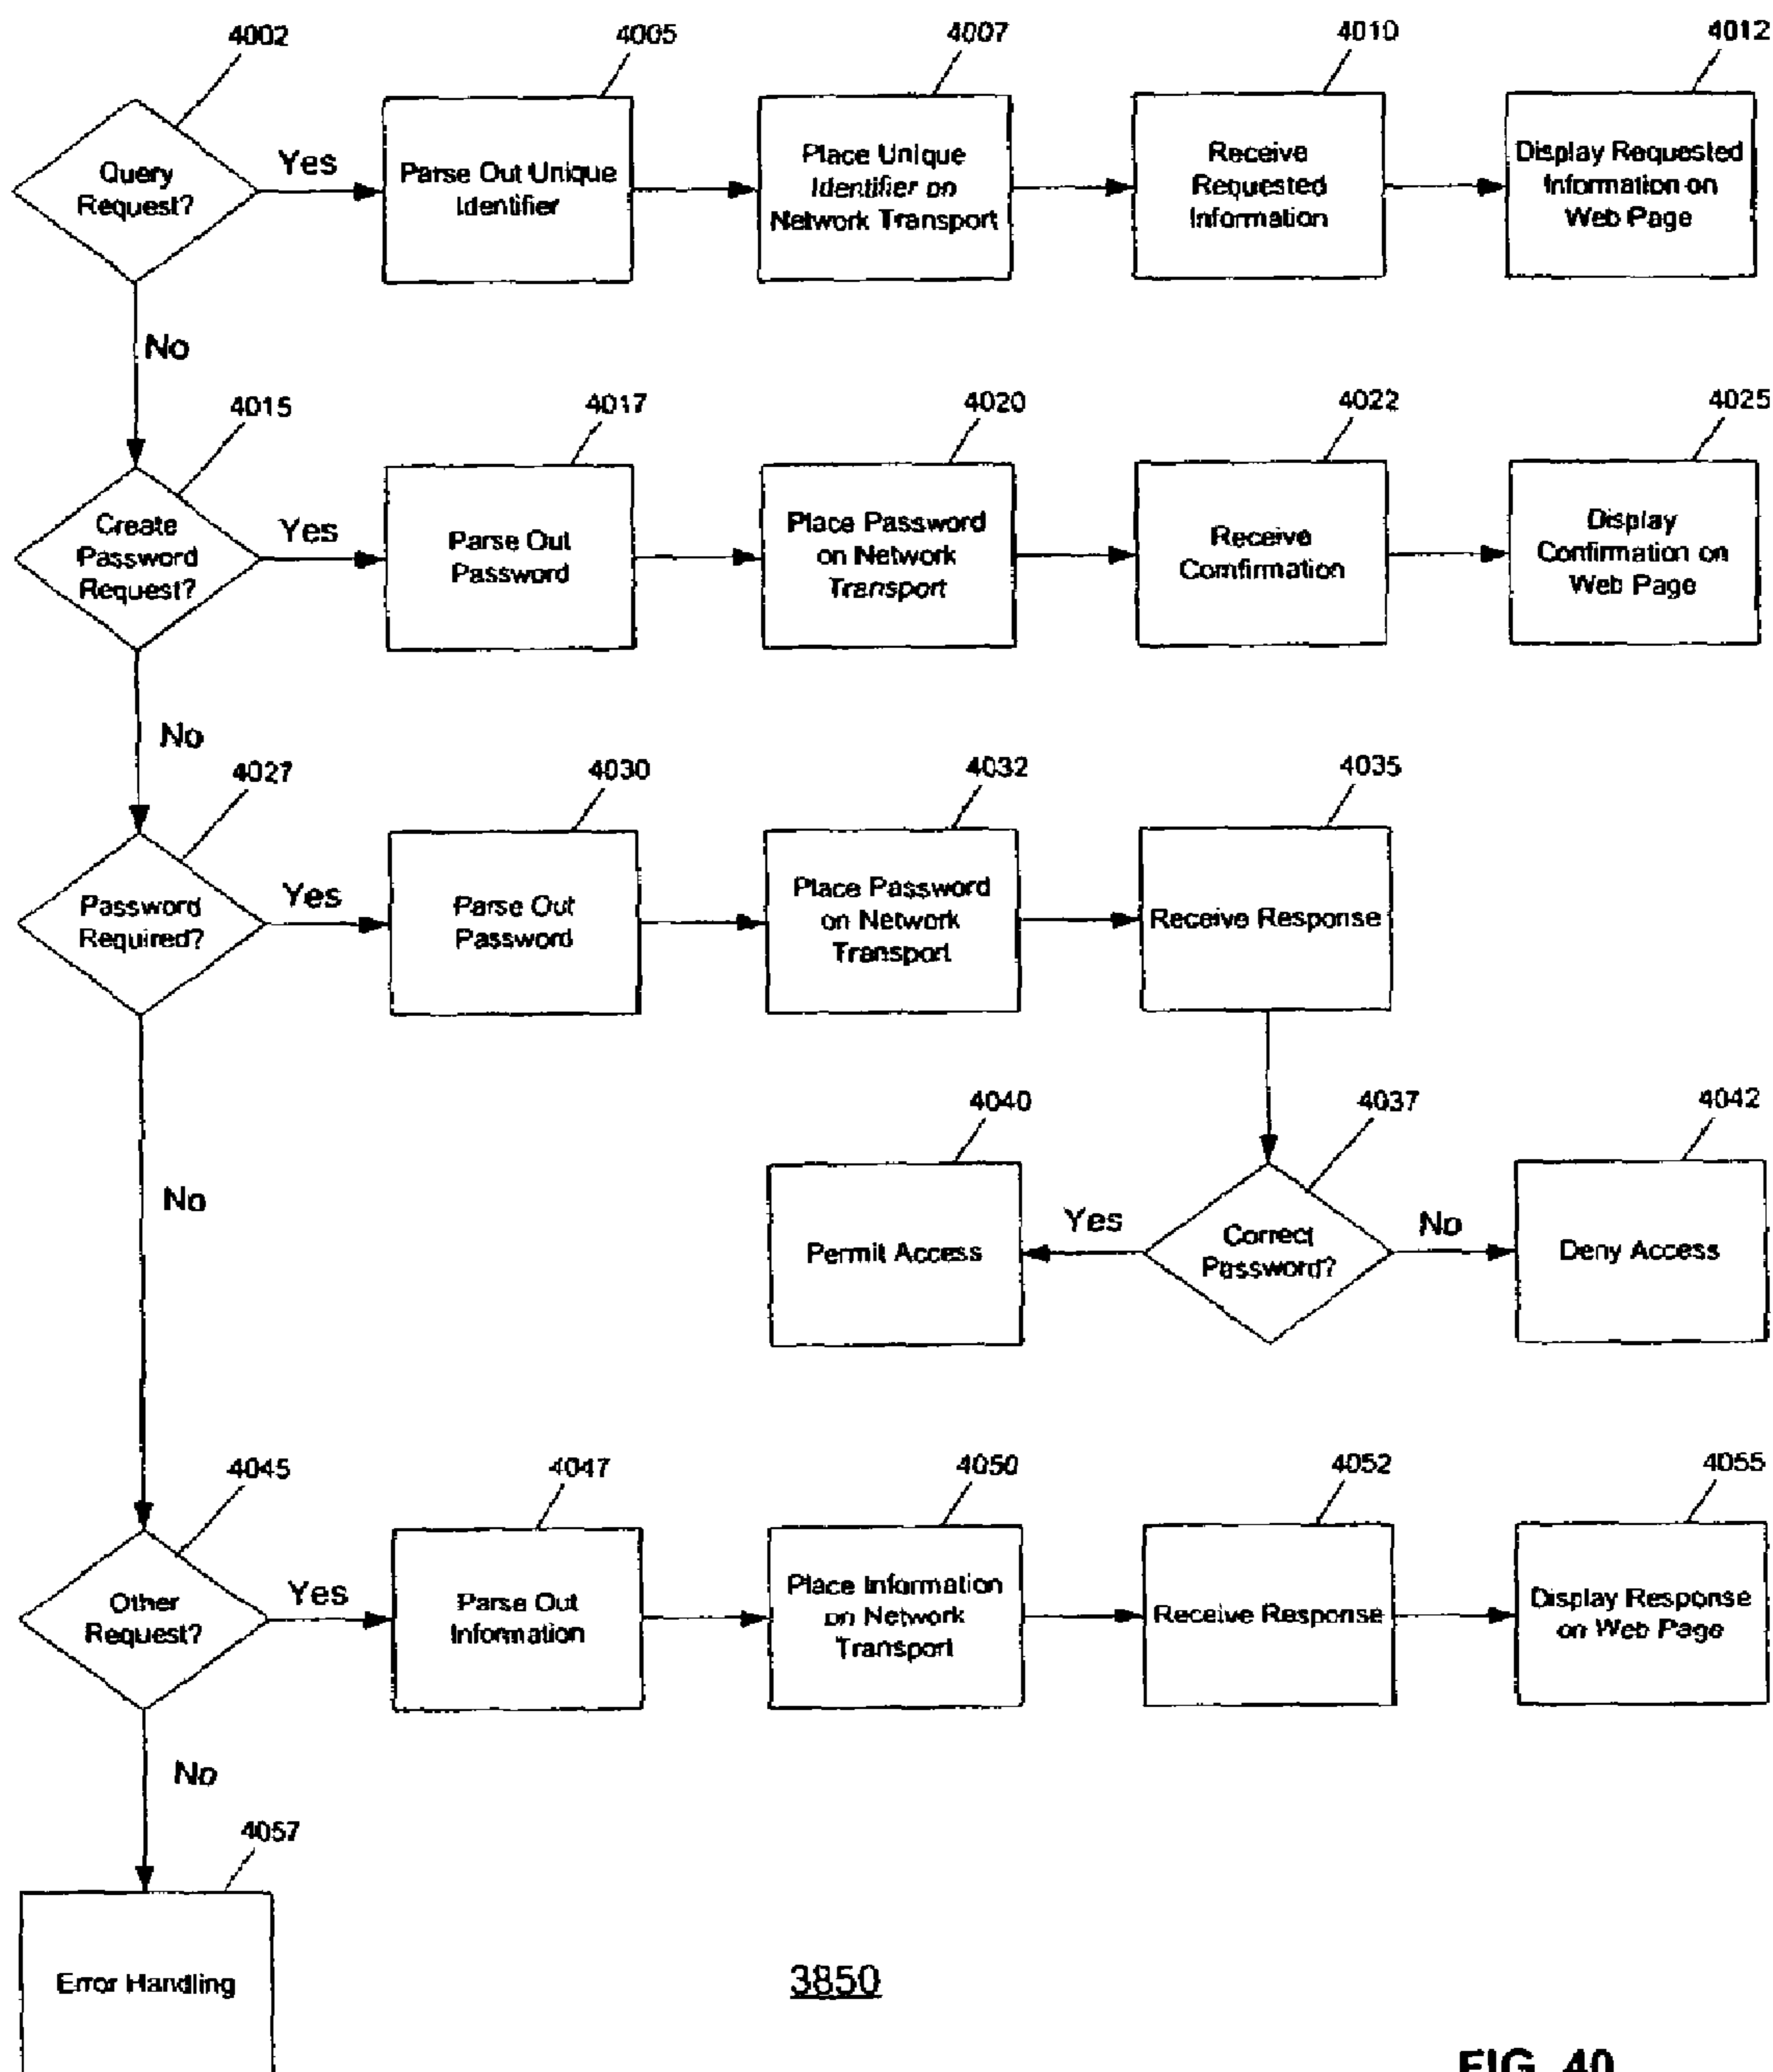 4002
4005
4007
4010
4012
Query
Request?
Yes
Parse Out Unique
Identifier
Place Unique
Identifier on
Network Transport
Receive
Requested
Information
Display Requested
Information on
Web Page
No
4015
4017
4020
4022
4025
Create
Password
Request?
Yes
Parse Out
Password
Place Password
on Network
Transport
Receive
Comfirmation
Display
Confirmation on
Web Page
No
4027
4030
4032
4035
Password
Required?
Yes
Parse Out
Password
Place Password
on Network
Transport
Receive Response
No
4040
4037
4042
Permit Access
Yes
Correct
Password?
No
Deny Access
4045
4047
4050
4052
4055
Other
Request?
Yes
Parse Out
Information
Place Information
on Network
Transport
Receive Response
Display Response
on Web Page
No
4057
Error Handling
3850
FIG. 40